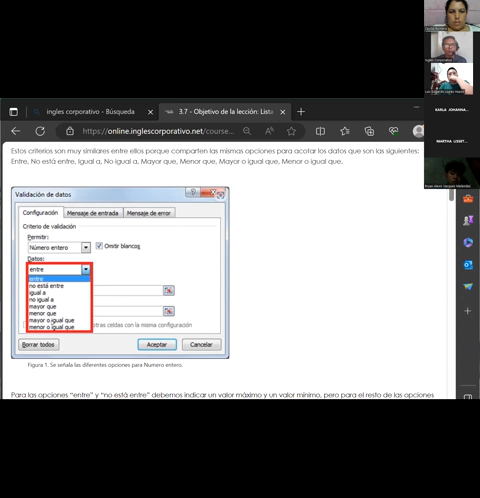 ingles corporativo - Búsqueda
3.7 - Objetivo de la lección: Lista
https://online.inglescorporativo.net/course...
Estos criterios son muy similares entre ellos porque comparten las mismas opciones para acotar los datos que son las siguientes:
Entre, No está entre, Igual a, No igual a, Mayor que, Menor que, Mayor o igual que, Menor o igual que.
Validación de datos
Configuración
Mensaje de entrada
Mensaje de error
Criterio de validación
Permitir:
Número entero
Omitir blancos
Datos:
entre
entre
no está entre
igual a
no igual a
mayor que
menor que
mayor o igual que
menor o igual que
otras celdas con la misma configuración
Borrar todos
Aceptar
Cancelar
Figura 1. Se señala las diferentes opciones para Numero entero.
Para las opciones "entre" y "no está entre" debemos indicar un valor máximo y un valor mínimo, pero para el resto de las opciones
Ingles Corporativo
KARLA JOHANNA...
MARTHA LISSET...